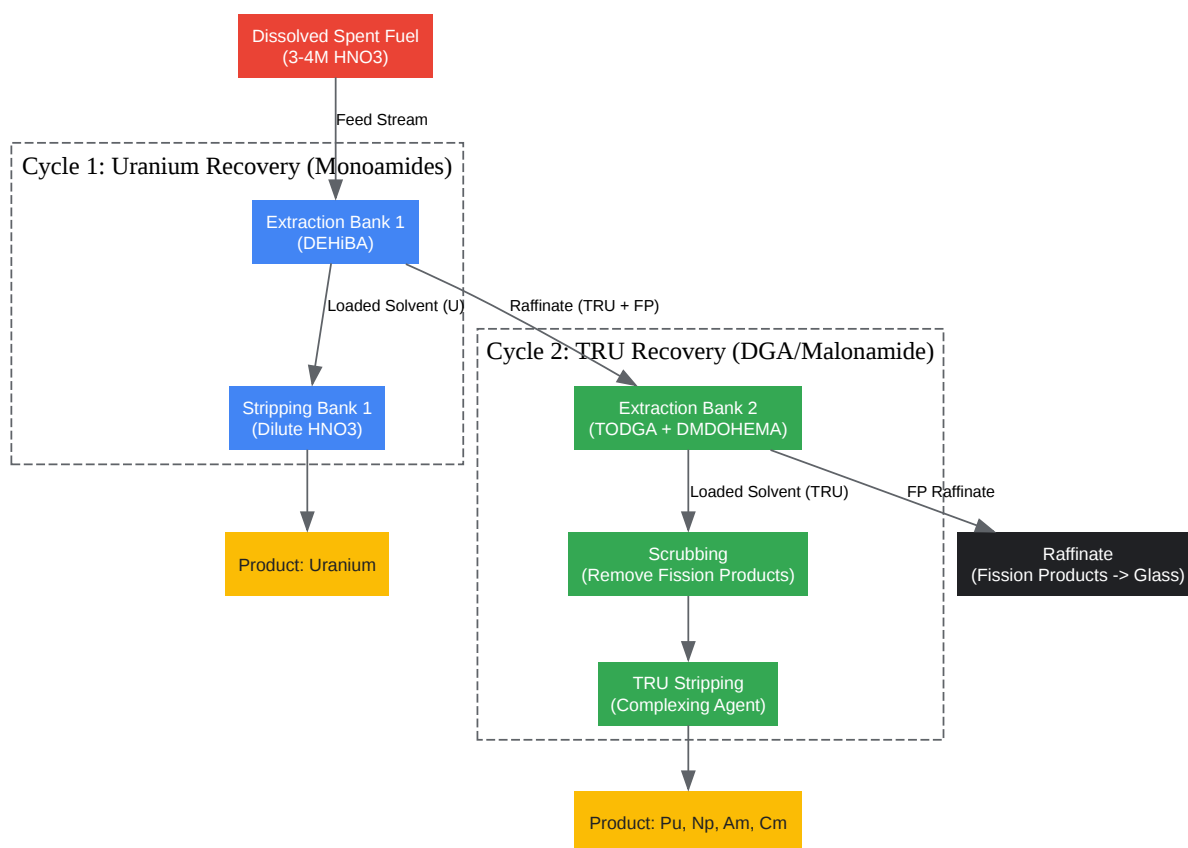 Dissolved Spent Fuel
(3-4M HNO3)
Feed Stream
Cycle 1: Uranium Recovery (Monoamides)
Extraction Bank 1
(DEHiBA)
Loaded Solvent (U)
Raffinate (TRU + FP)
Cycle 2: TRU Recovery (DGA/Malonamide)
Stripping Bank 1
(Dilute HNO3)
Extraction Bank 2
(TODGA + DMDOHEMA)
Loaded Solvent (TRU)
FP Raffinate
Product: Uranium
Scrubbing
(Remove Fission Products)
Raffinate
(Fission Products -> Glass)
TRU Stripping
(Complexing Agent)
Product: Pu, Np, Am, Cm